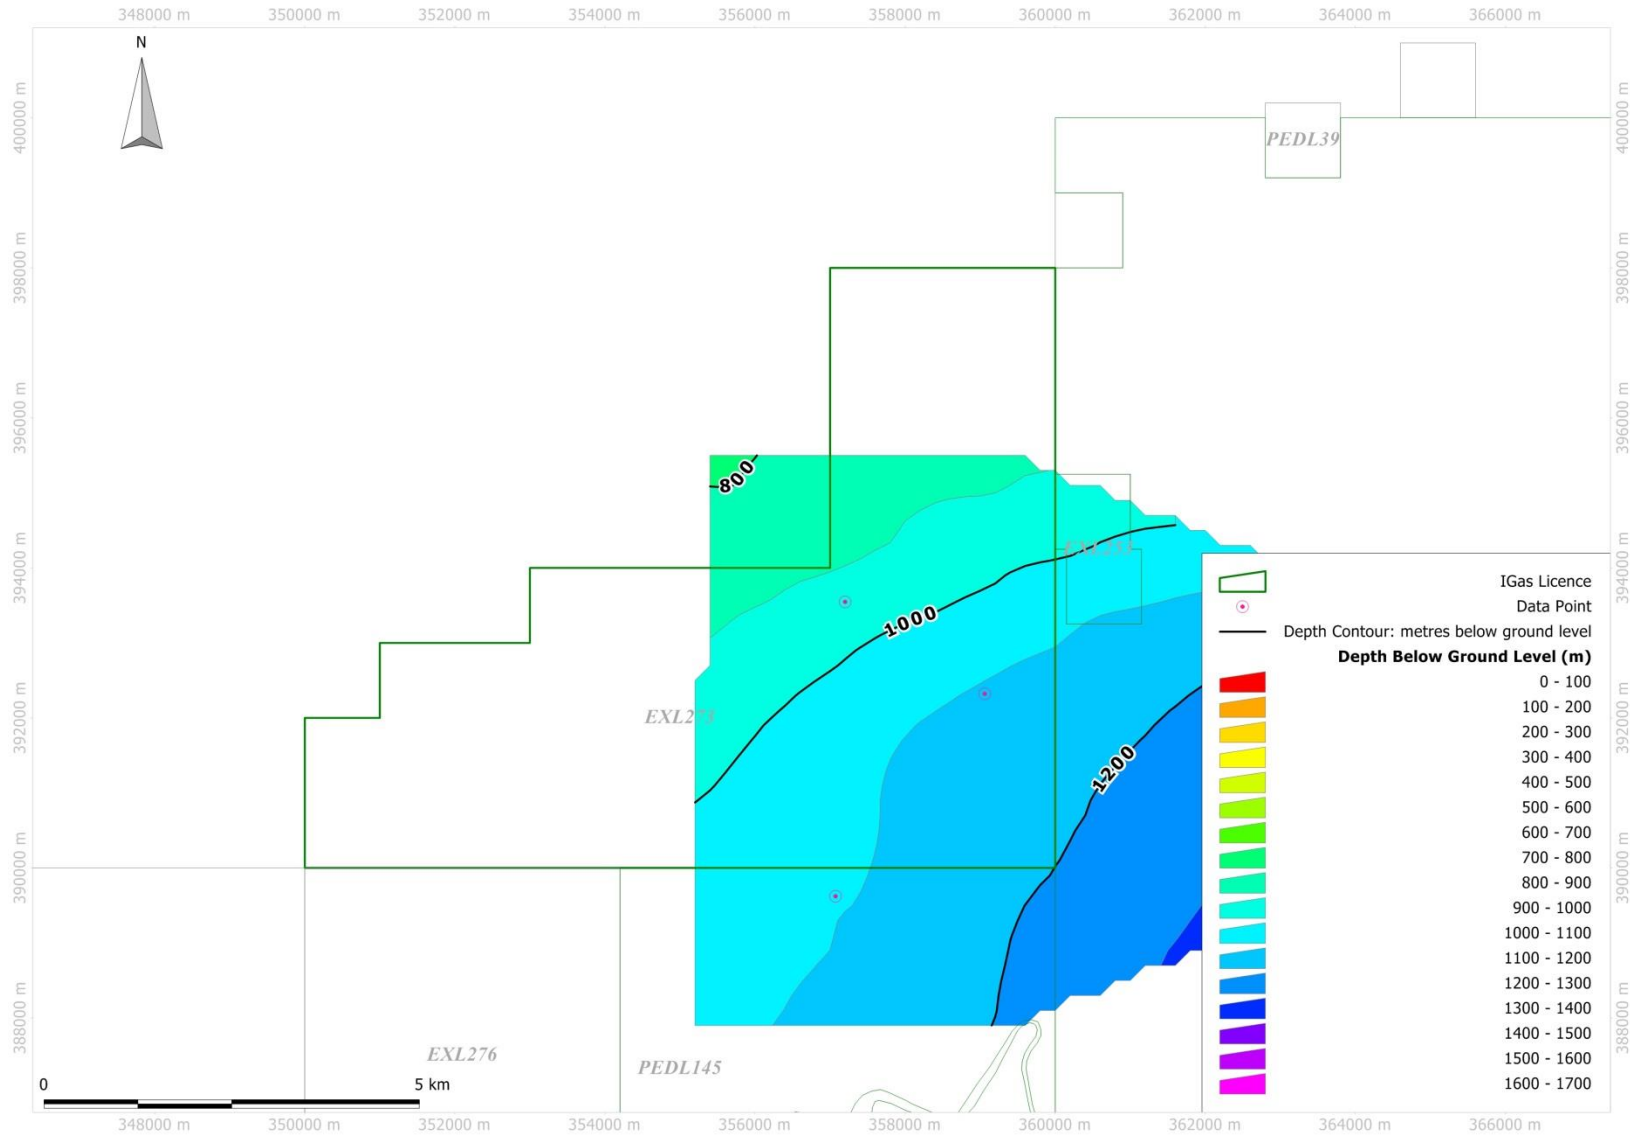 348000 m 350000 m 352000 m 354000 m 356000 m 358000 m 360000 m 362000 m 364000 m 366000 m
N
400000 m
398000 m
396000 m
394000 m
392000 m
390000 m
388000 m
400000 m
398000 m
396000 m
394000 m
392000 m
390000 m
388000 m
PEDL39
800
EXL253
1000
EXL273
1200
EXL276
PEDL145
IGas Licence
Data Point
Depth Contour: metres below ground level
Depth Below Ground Level (m)
0 - 100
100 - 200
200 - 300
300 - 400
400 - 500
500 - 600
600 - 700
700 - 800
800 - 900
900 - 1000
1000 - 1100
1100 - 1200
1200 - 1300
1300 - 1400
1400 - 1500
1500 - 1600
1600 - 1700
0 5 km
348000 m 350000 m 352000 m 354000 m 356000 m 358000 m 360000 m 362000 m 364000 m 366000 m